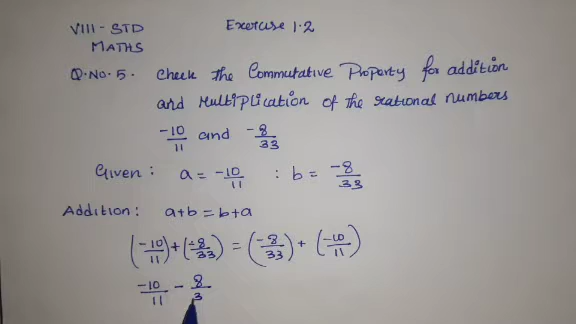 VIII - STD Exercise 1.2
MATHS
Q.No. 5. Check the Commutative Property for addition
and Multiplication of the rational numbers
-10/11 and -8/33
Given : a = -10/11 : b = -8/33
Addition: a+b = b+a
(-10/11) + (-8/33) = (-8/33) + (-10/11)
-10/11 - 8/3